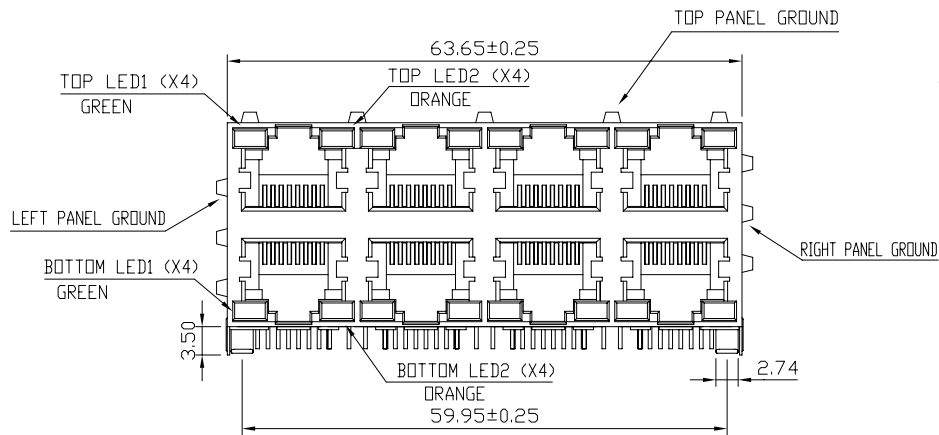 TOP PANEL GROUND
63.65±0.25
TOP LED1 (X4)
GREEN
TOP LED2 (X4)
ORANGE
LEFT PANEL GROUND
RIGHT PANEL GROUND
BOTTOM LED1 (X4)
GREEN
3.50
BOTTOM LED2 (X4)
ORANGE
2.74
59.95±0.25